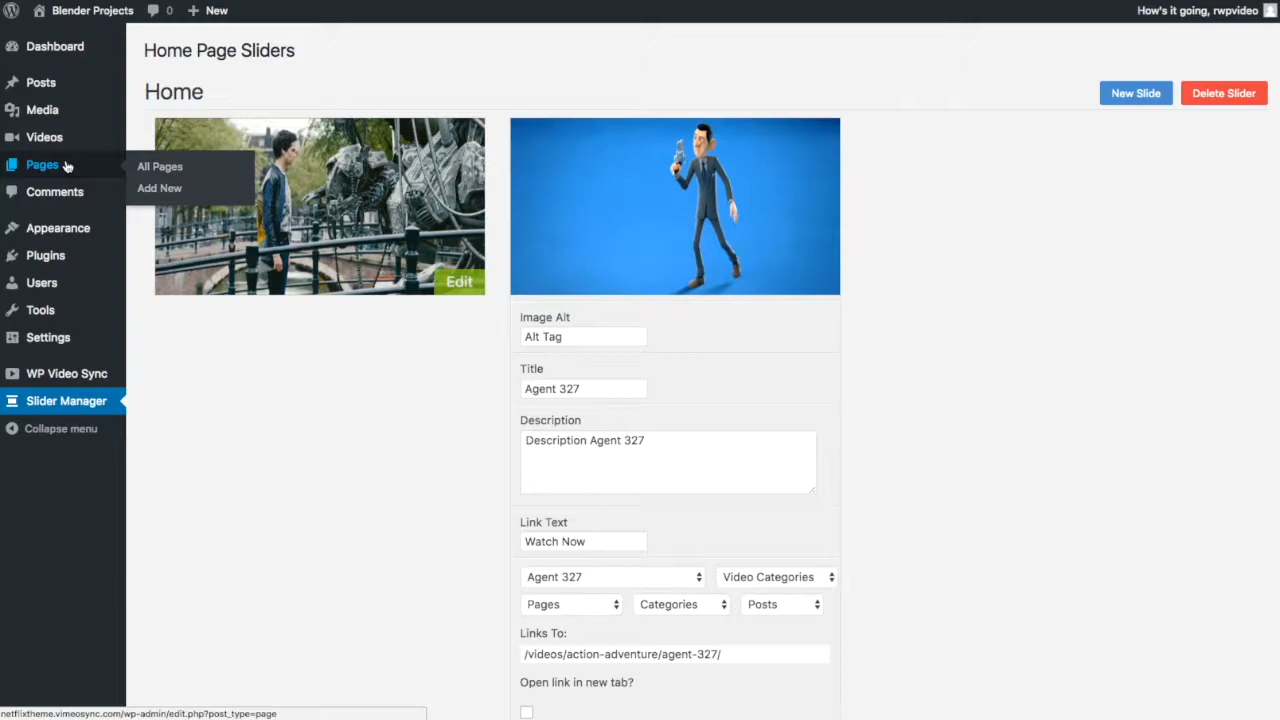 Blender Projects 0 New How's it going, rwpvideo
Dashboard
Posts
Media
Videos
Pages
All Pages
Add New
Comments
Appearance
Plugins
Users
Tools
Settings
WP Video Sync
Slider Manager
Collapse menu
Home Page Sliders
Home
New Slide Delete Slider
Edit
Image Alt
Alt Tag
Title
Agent 327
Description
Description Agent 327
Link Text
Watch Now
Agent 327 Video Categories
Pages Categories Posts
Links To:
/videos/action-adventure/agent-327/
Open link in new tab?
netflixtheme.vimeosync.com/wp-admin/edit.php?post_type=page